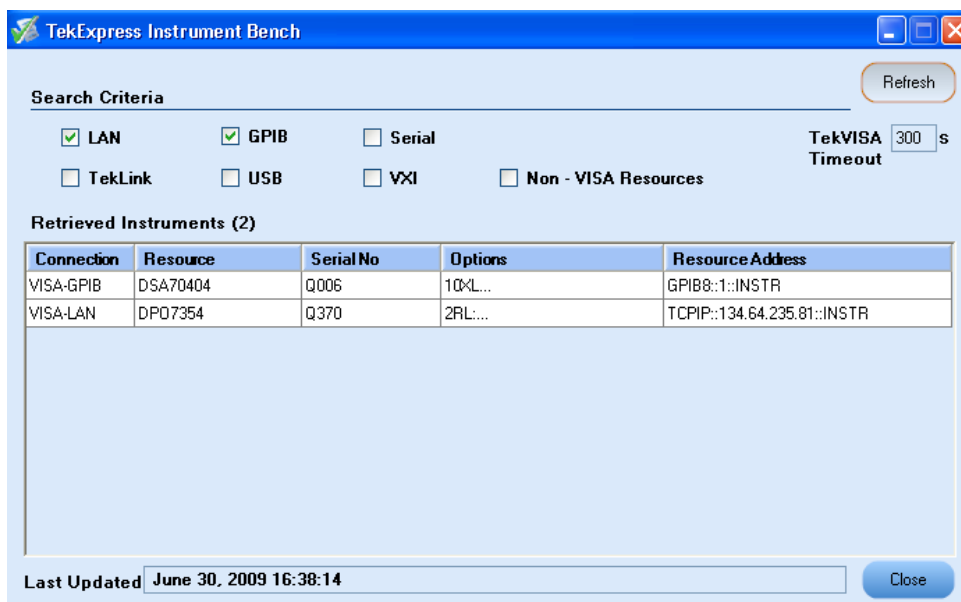 TekExpress Instrument Bench
Refresh
Search Criteria
LAN GPIB Serial
TekVISA Timeout 300 s
TekLink USB VXI Non - VISA Resources
Retrieved Instruments (2)
Connection Resource Serial No Options Resource Address
VISA-GPIB DSA70404 Q006 10XL... GPIB8::1::INSTR
VISA-LAN DPO7354 Q370 2RL:... TCPIP::134.64.235.81::INSTR
Last Updated June 30, 2009 16:38:14
Close